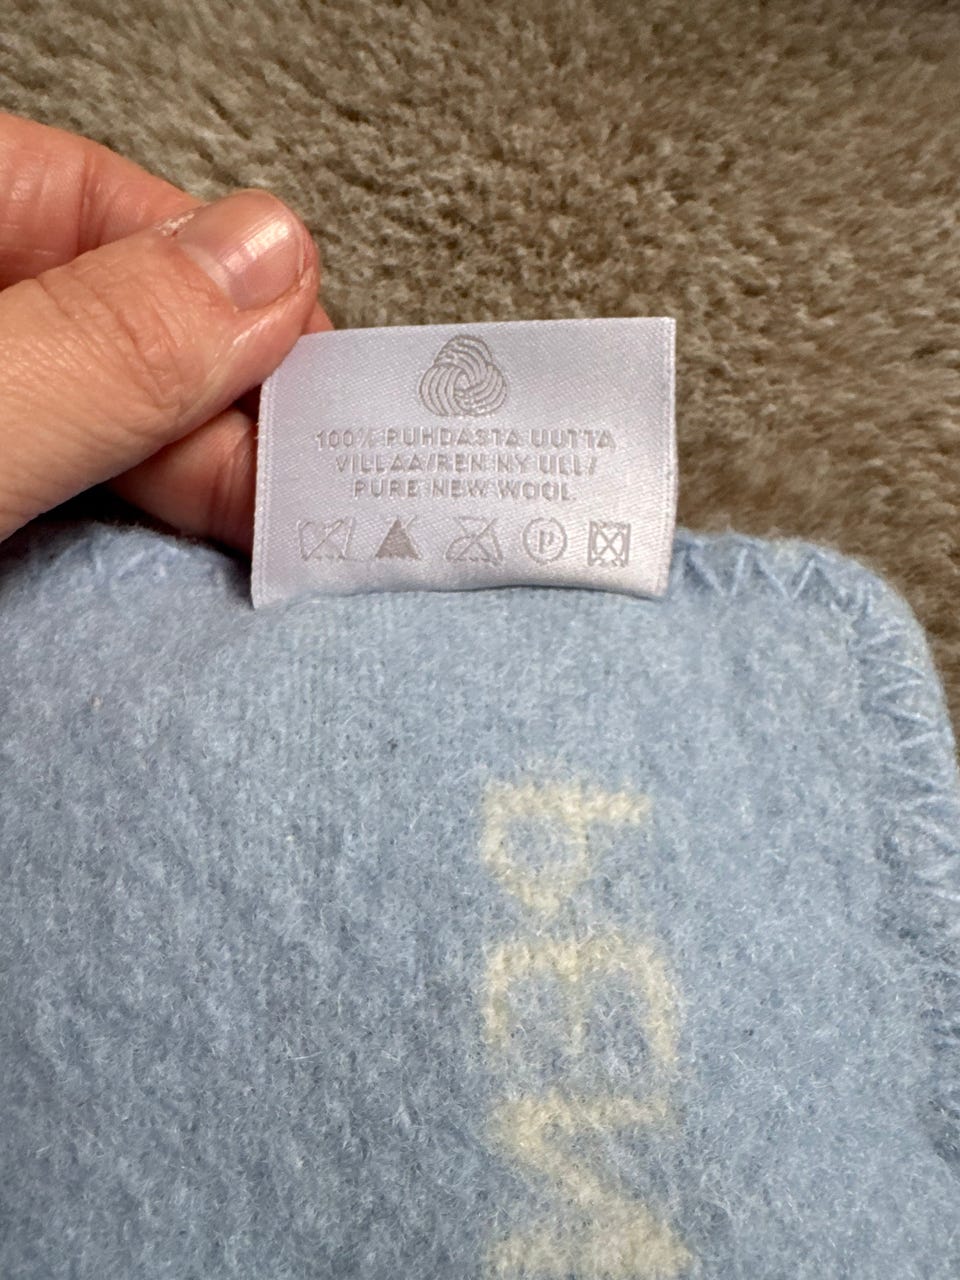 100% PUHDASTA UUTTA
VILLAA/REN NY ULL/
PURE NEW WOOL
P